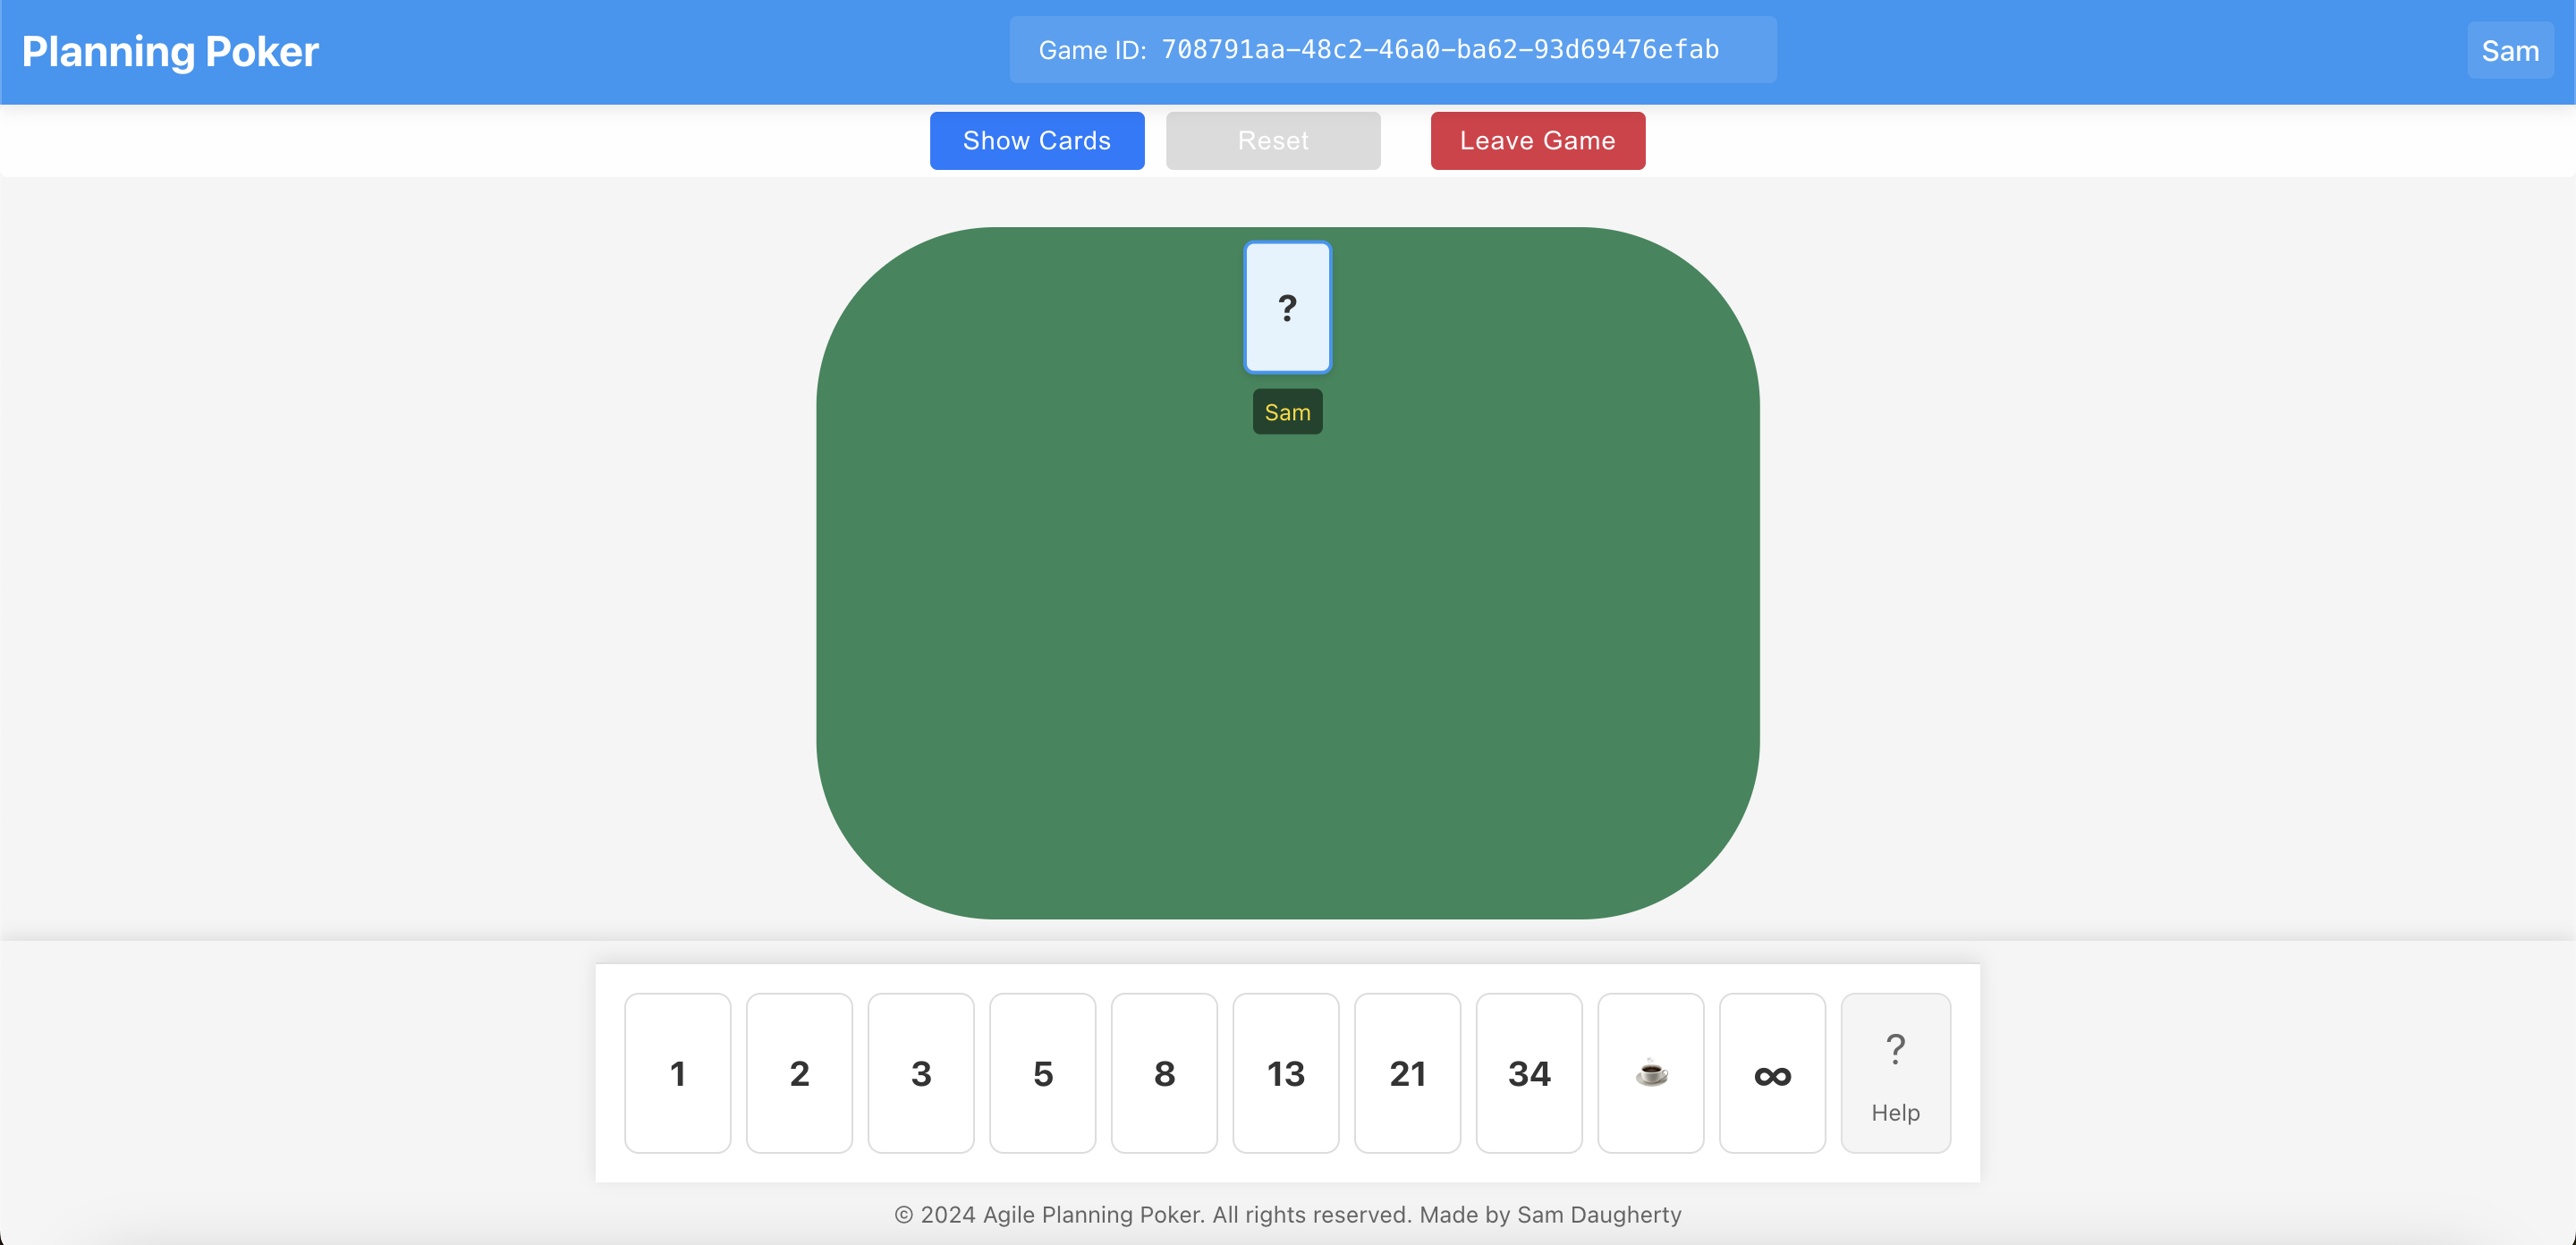 Planning Poker
Game ID: 708791aa-48c2-46a0-ba62-93d69476efab
Sam
Show Cards
Reset
Leave Game
?
Sam
1
2
3
5
8
13
21
34
∞
?
Help
© 2024 Agile Planning Poker. All rights reserved. Made by Sam Daugherty